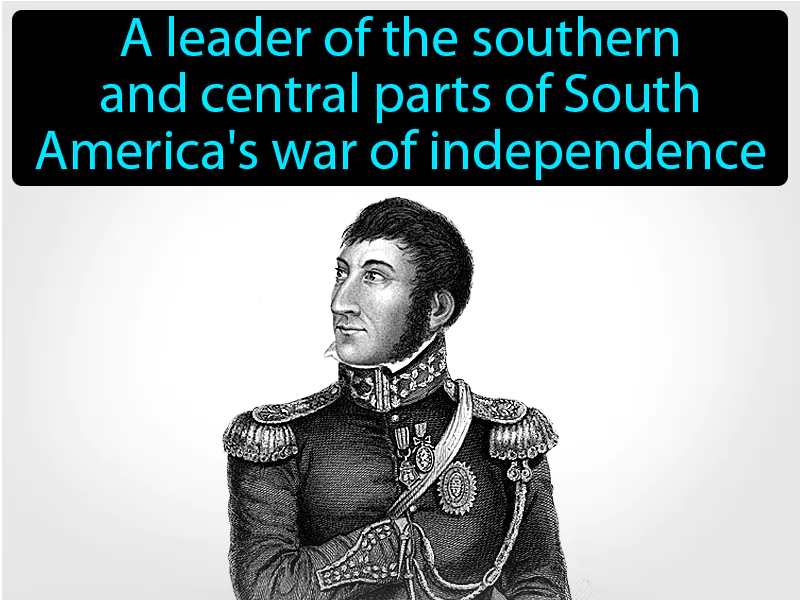 A leader of the southern
and central parts of South
America's war of independence